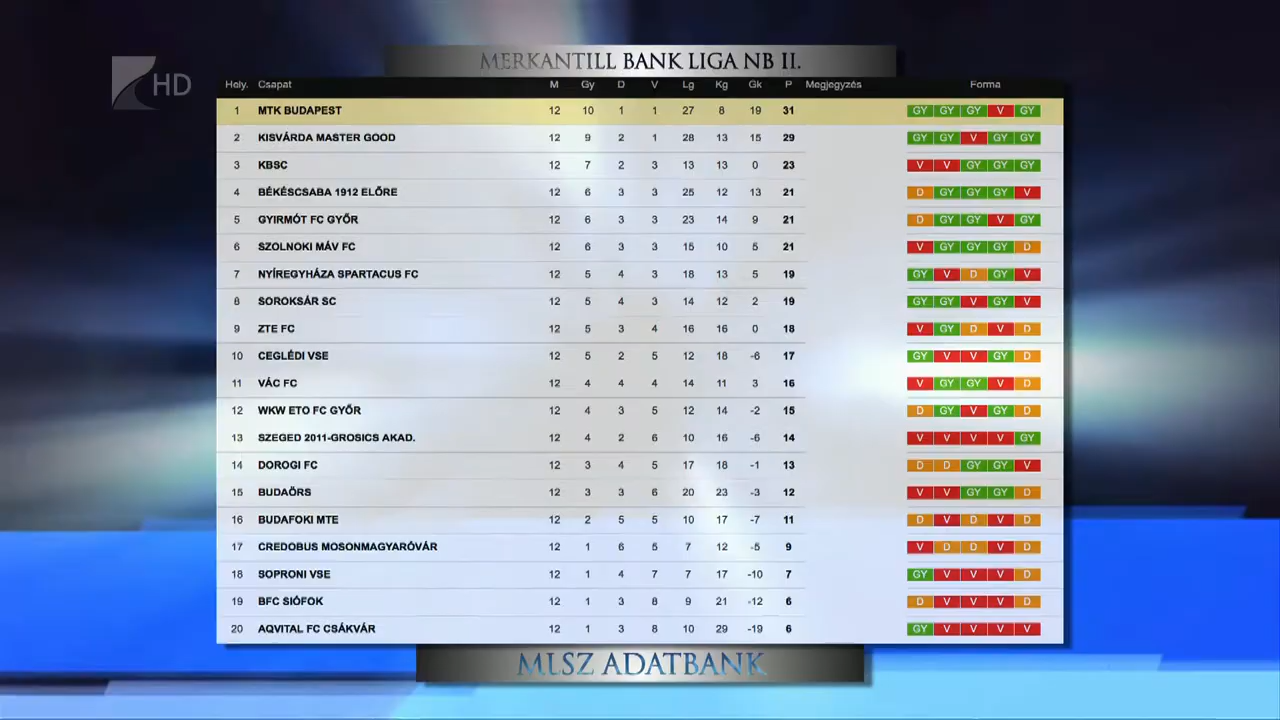 HD
MERKANTILL BANK LIGA NB II.
Hely. Csapat M Gy D V Lg Kg Gk P Megjegyzés Forma
1 MTK BUDAPEST 12 10 1 1 27 8 19 31 GY GY GY V GY
2 KISVÁRDA MASTER GOOD 12 9 2 1 28 13 15 29 GY GY V GY GY
3 KBSC 12 7 2 3 13 13 0 23 V V GY GY GY
4 BÉKÉSCSABA 1912 ELŐRE 12 6 3 3 25 12 13 21 D GY GY GY V
5 GYIRMÓT FC GYŐR 12 6 3 3 23 14 9 21 D GY GY V GY
6 SZOLNOKI MÁV FC 12 6 3 3 15 10 5 21 V GY GY GY D
7 NYÍREGYHÁZA SPARTACUS FC 12 5 4 3 18 13 5 19 GY V D GY V
8 SOROKSÁR SC 12 5 4 3 14 12 2 19 GY GY V GY V
9 ZTE FC 12 5 3 4 16 16 0 18 V GY D V D
10 CEGLÉDI VSE 12 5 2 5 12 18 -6 17 GY V V GY D
11 VÁC FC 12 4 4 4 14 11 3 16 V GY GY V D
12 WKW ETO FC GYŐR 12 4 3 5 12 14 -2 15 D GY V GY D
13 SZEGED 2011-GROSICS AKAD. 12 4 2 6 10 16 -6 14 V V V V GY
14 DOROGI FC 12 3 4 5 17 18 -1 13 D D GY GY V
15 BUDAÖRS 12 3 3 6 20 23 -3 12 V V GY GY D
16 BUDAFOKI MTE 12 2 5 5 10 17 -7 11 D V D V D
17 CREDOBUS MOSONMAGYARÓVÁR 12 1 6 5 7 12 -5 9 V D D V D
18 SOPRONI VSE 12 1 4 7 7 17 -10 7 GY V V V D
19 BFC SIÓFOK 12 1 3 8 9 21 -12 6 D V V V D
20 AQVITAL FC CSÁKVÁR 12 1 3 8 10 29 -19 6 GY V V V V
MLSZ ADATBANK